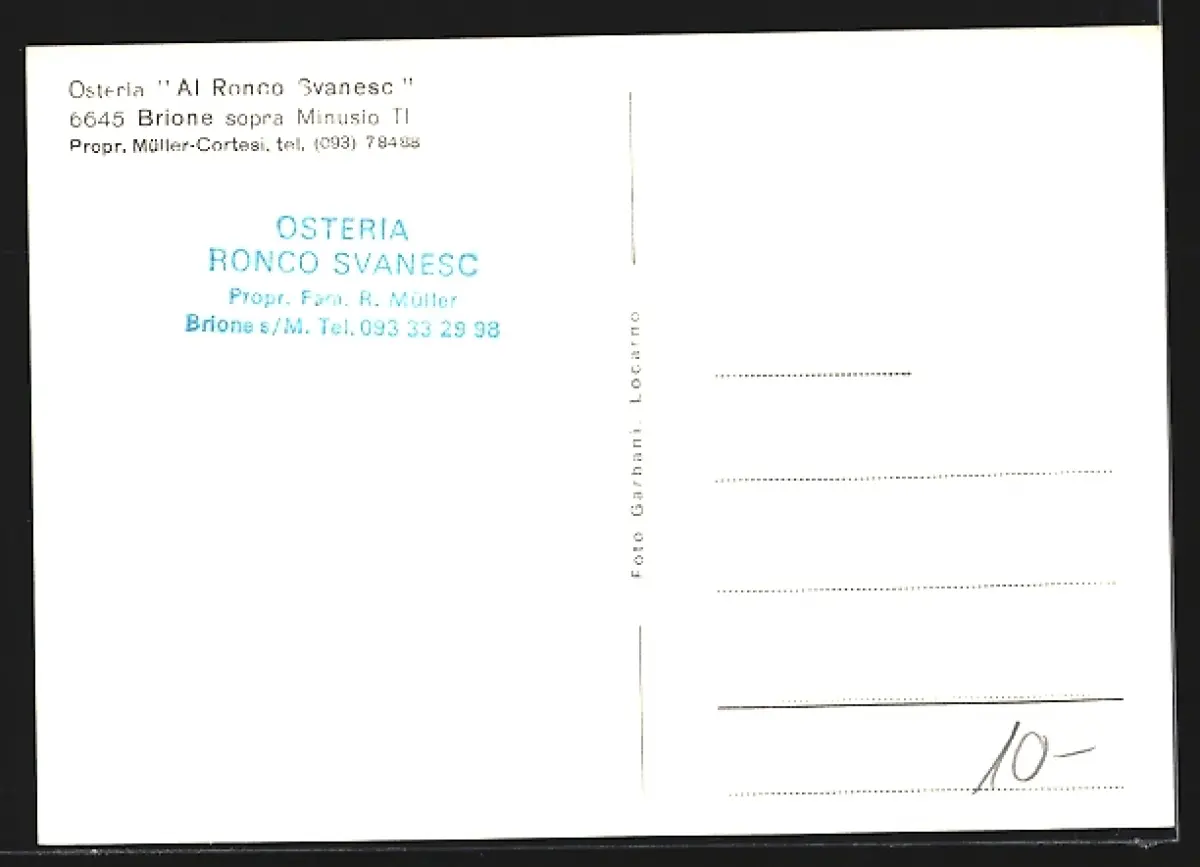 Osteria "Al Ronco Svanesc"
6645 Brione sopra Minusio TI
Propr. Müller-Cortesi, tel. (093) 78488
OSTERIA
RONCO SVANESC
Propr. Fam. R. Müller
Brione s/M. Tel. 093 33 29 98
Foto Garbani, Locarno
10-